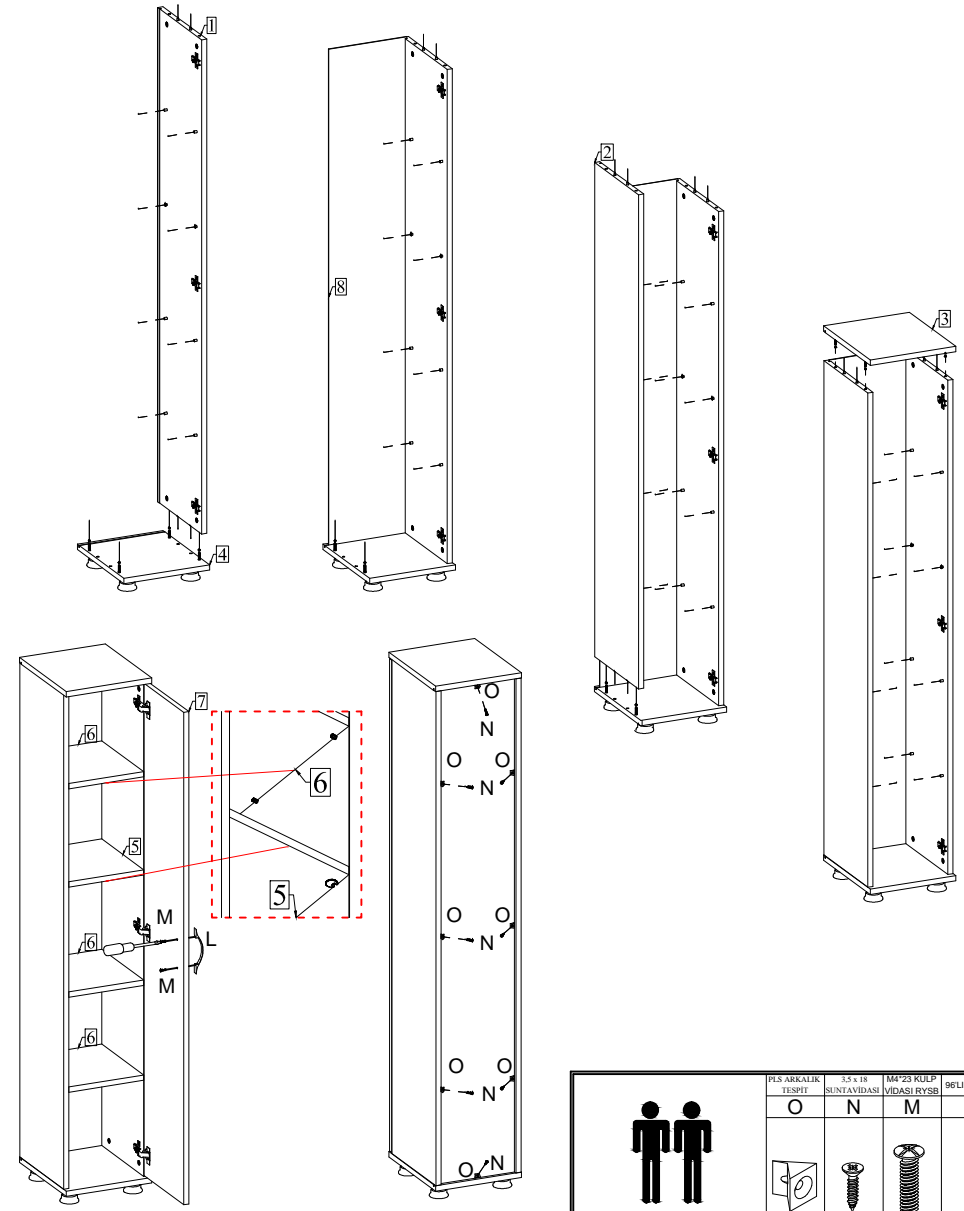 1
2
8
3
4
7
6
6
5
5
M
L
6
M
6
O
N
O O
N
O O
N
O O
N
O N
PLS ARKALIK TESPİT
3,5 x 18 SUNTAVİDASI
M4*23 KULP VİDASI RYSB
96'LI
O N M